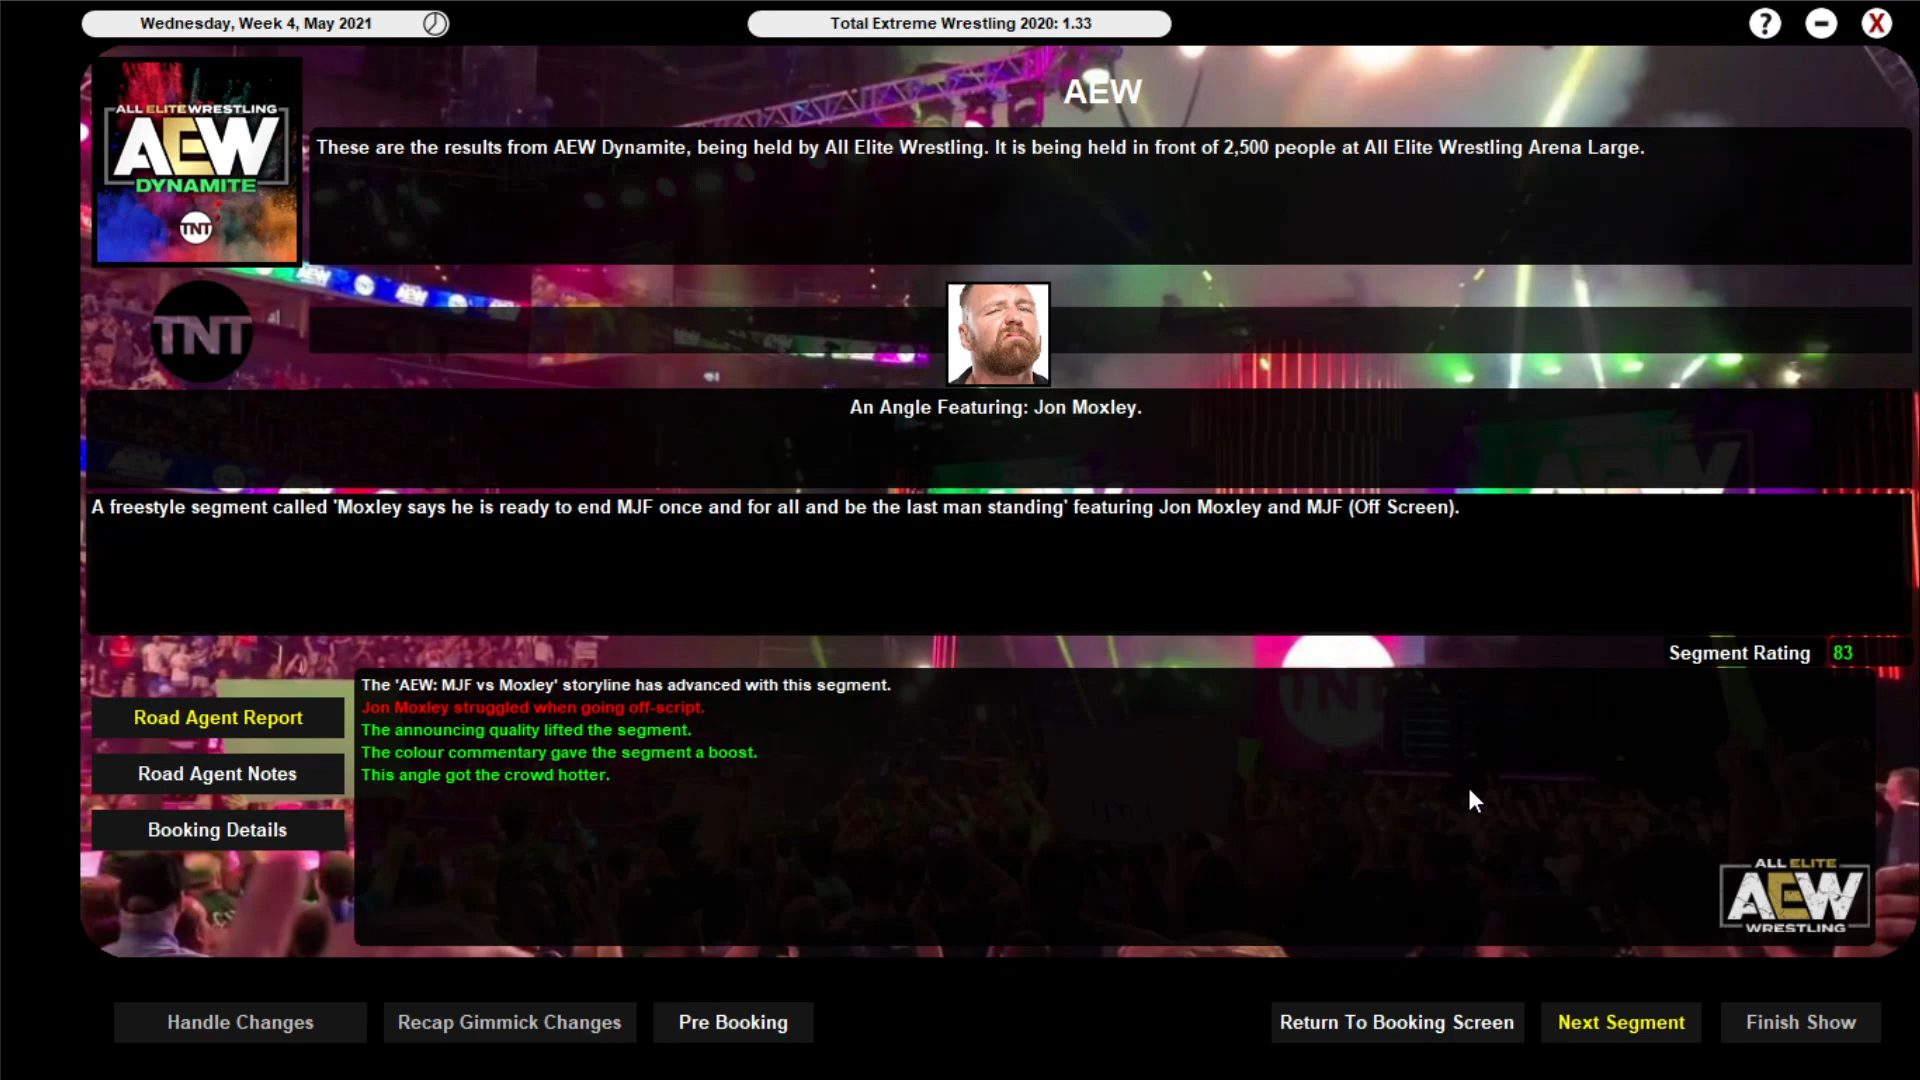 Wednesday, Week 4, May 2021
Total Extreme Wrestling 2020: 1.33
?
X
ALL ELITE WRESTLING
AEW
DYNAMITE
TNT
AEW
These are the results from AEW Dynamite, being held by All Elite Wrestling. It is being held in front of 2,500 people at All Elite Wrestling Arena Large.
TNT
An Angle Featuring: Jon Moxley.
A freestyle segment called 'Moxley says he is ready to end MJF once and for all and be the last man standing' featuring Jon Moxley and MJF (Off Screen).
Segment Rating 83
Road Agent Report
Road Agent Notes
Booking Details
The 'AEW: MJF vs Moxley' storyline has advanced with this segment.
Jon Moxley struggled when going off-script.
The announcing quality lifted the segment.
The colour commentary gave the segment a boost.
This angle got the crowd hotter.
ALL ELITE
AEW
WRESTLING
Handle Changes
Recap Gimmick Changes
Pre Booking
Return To Booking Screen
Next Segment
Finish Show